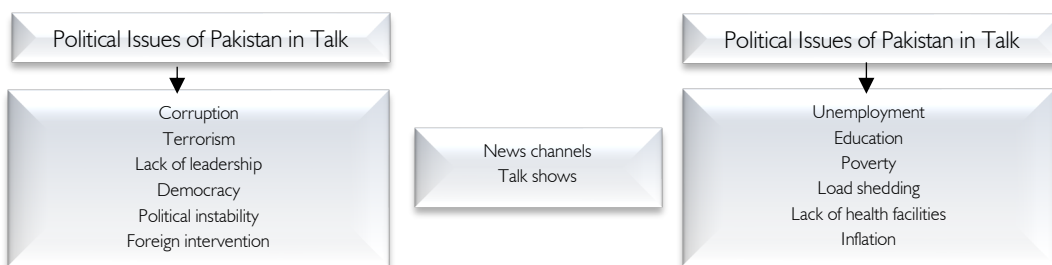 Political Issues of Pakistan in Talk
Corruption
Terrorism
Lack of leadership
Democracy
Political instability
Foreign intervention
News channels
Talk shows
Political Issues of Pakistan in Talk
Unemployment
Education
Poverty
Load shedding
Lack of health facilities
Inflation